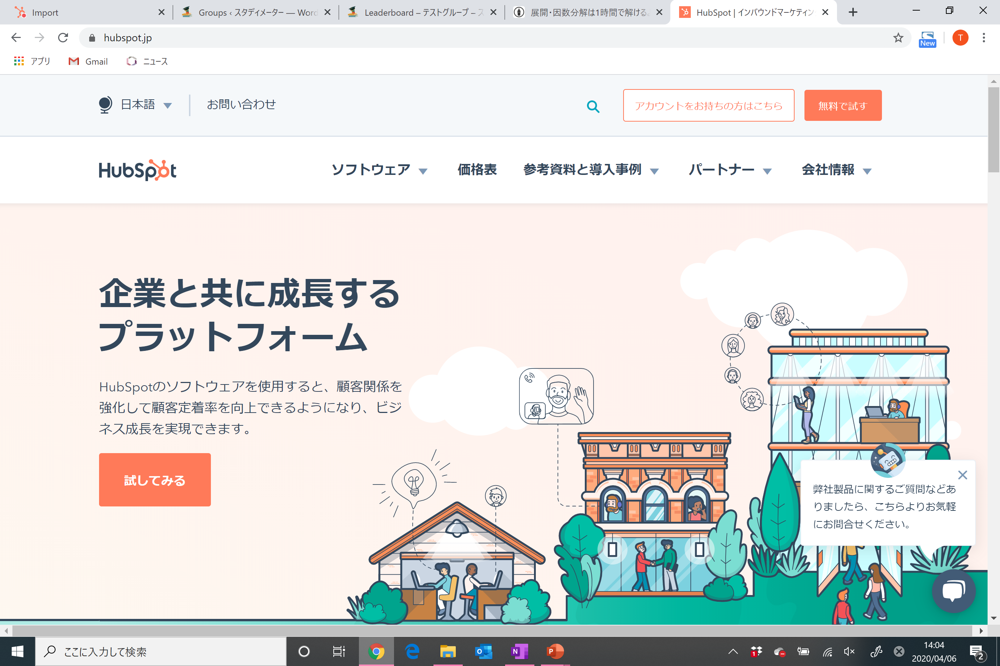 Import
Groups ‹ スタディメーター — Word
Leaderboard – テストグループ – ス
展開・因数分解は1時間で解ける
HubSpot | インバウンドマーケティン
hubspot.jp
New
T
アプリ
Gmail
ニュース
日本語
お問い合わせ
アカウントをお持ちの方はこちら
無料で試す
HubSpot
ソフトウェア
価格表
参考資料と導入事例
パートナー
会社情報
企業と共に成長する
プラットフォーム
HubSpotのソフトウェアを使用すると、顧客関係を
強化して顧客定着率を向上できるようになり、ビジ
ネス成長を実現できます。
試してみる
弊社製品に関するご質問などあ
りましたら、こちらよりお気軽
にお問合せください。
ここに入力して検索
1
14:04
2020/04/06
2